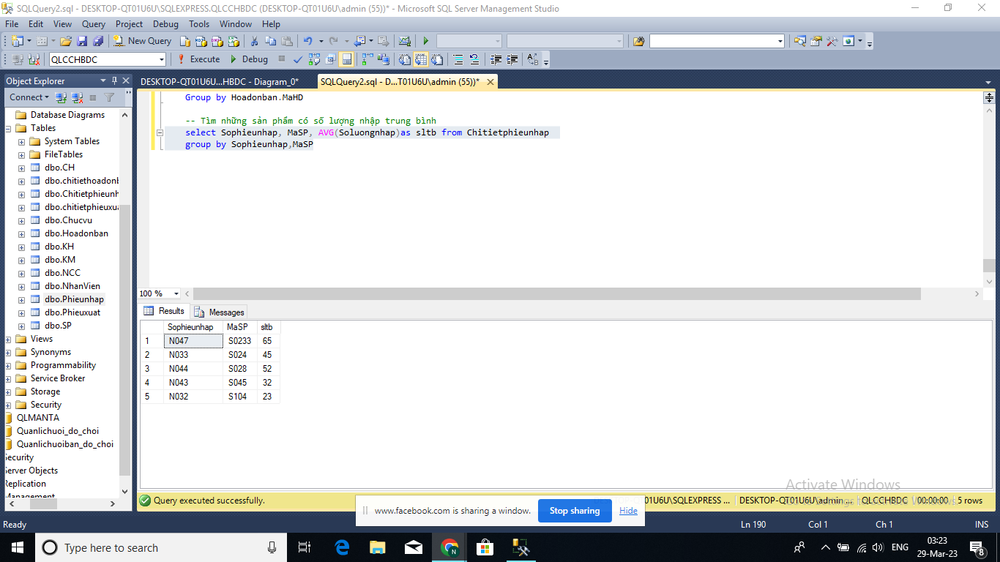 SQLQuery2.sql - DESKTOP-QT01U6U\SQLEXPRESS.QLCCHBDC (DESKTOP-QT01U6U\admin (55))* - Microsoft SQL Server Management Studio
File Edit View Query Project Debug Tools Window Help
New Query
QLCCHBDC Execute Debug
Object Explorer
Connect
Database Diagrams
Tables
System Tables
FileTables
dbo.CH
dbo.chitiethoadonb
dbo.Chitietphieunh
dbo.chitietphieuxua
dbo.Chucvu
dbo.Hoadonban
dbo.KH
dbo.KM
dbo.NCC
dbo.NhanVien
dbo.Phieunhap
dbo.Phieuxuat
dbo.SP
Views
Synonyms
Programmability
Service Broker
Storage
Security
QLMANTA
Quanlichuoi_do_choi
Quanlichuoiban_do_choi
ecurity
erver Objects
Replication
Management
DESKTOP-QT01U6U...HBDC - Diagram_0* SQLQuery2.sql - D...T01U6U\admin (55))*
Group by Hoadonban.MaHD
-- Tìm những sản phẩm có số lượng nhập trung bình
select Sophieunhap, MaSP, AVG(Soluongnhap)as sltb from Chitietphieunhap
group by Sophieunhap,MaSP
100 %
Results Messages
Sophieunhap MaSP sltb
1 N047 S0233 65
2 N033 S024 45
3 N044 S028 52
4 N043 S045 32
5 N032 S104 23
Activate Windows
Query executed successfully. 01U6U\SQLEXPRESS ... DESKTOP-QT01U6U\admin ... QLCCHBDC 00:00:00 5 rows
www.facebook.com is sharing a window. Stop sharing Hide
Ready Ln 190 Col 1 Ch 1 INS
Type here to search
ENG
03:23
29-Mar-23
8